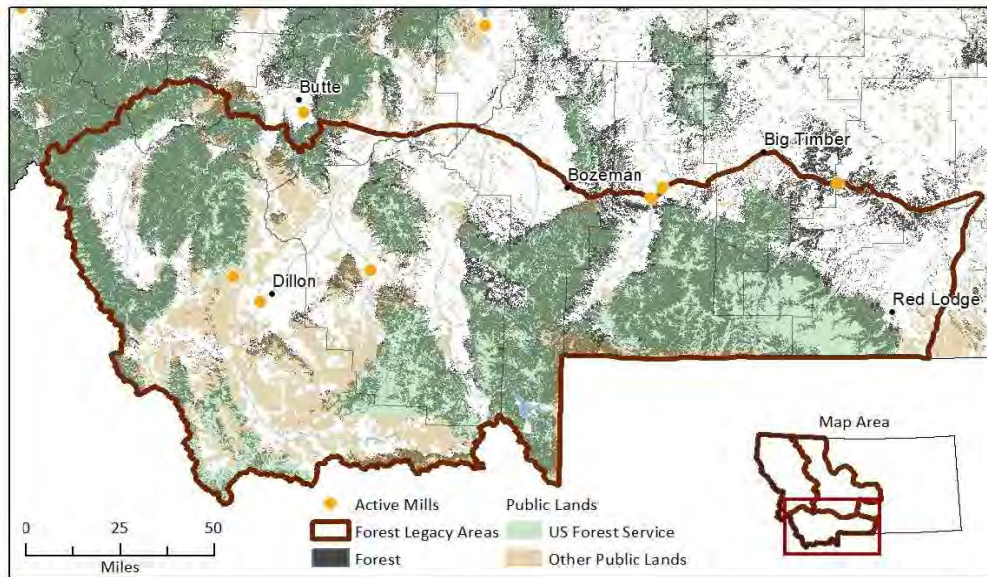 Butte
Big Timber
Bozeman
Dillon
Red Lodge
Map Area
Active Mills
Public Lands
0 25 50
Forest Legacy Areas
US Forest Service
Miles
Forest
Other Public Lands